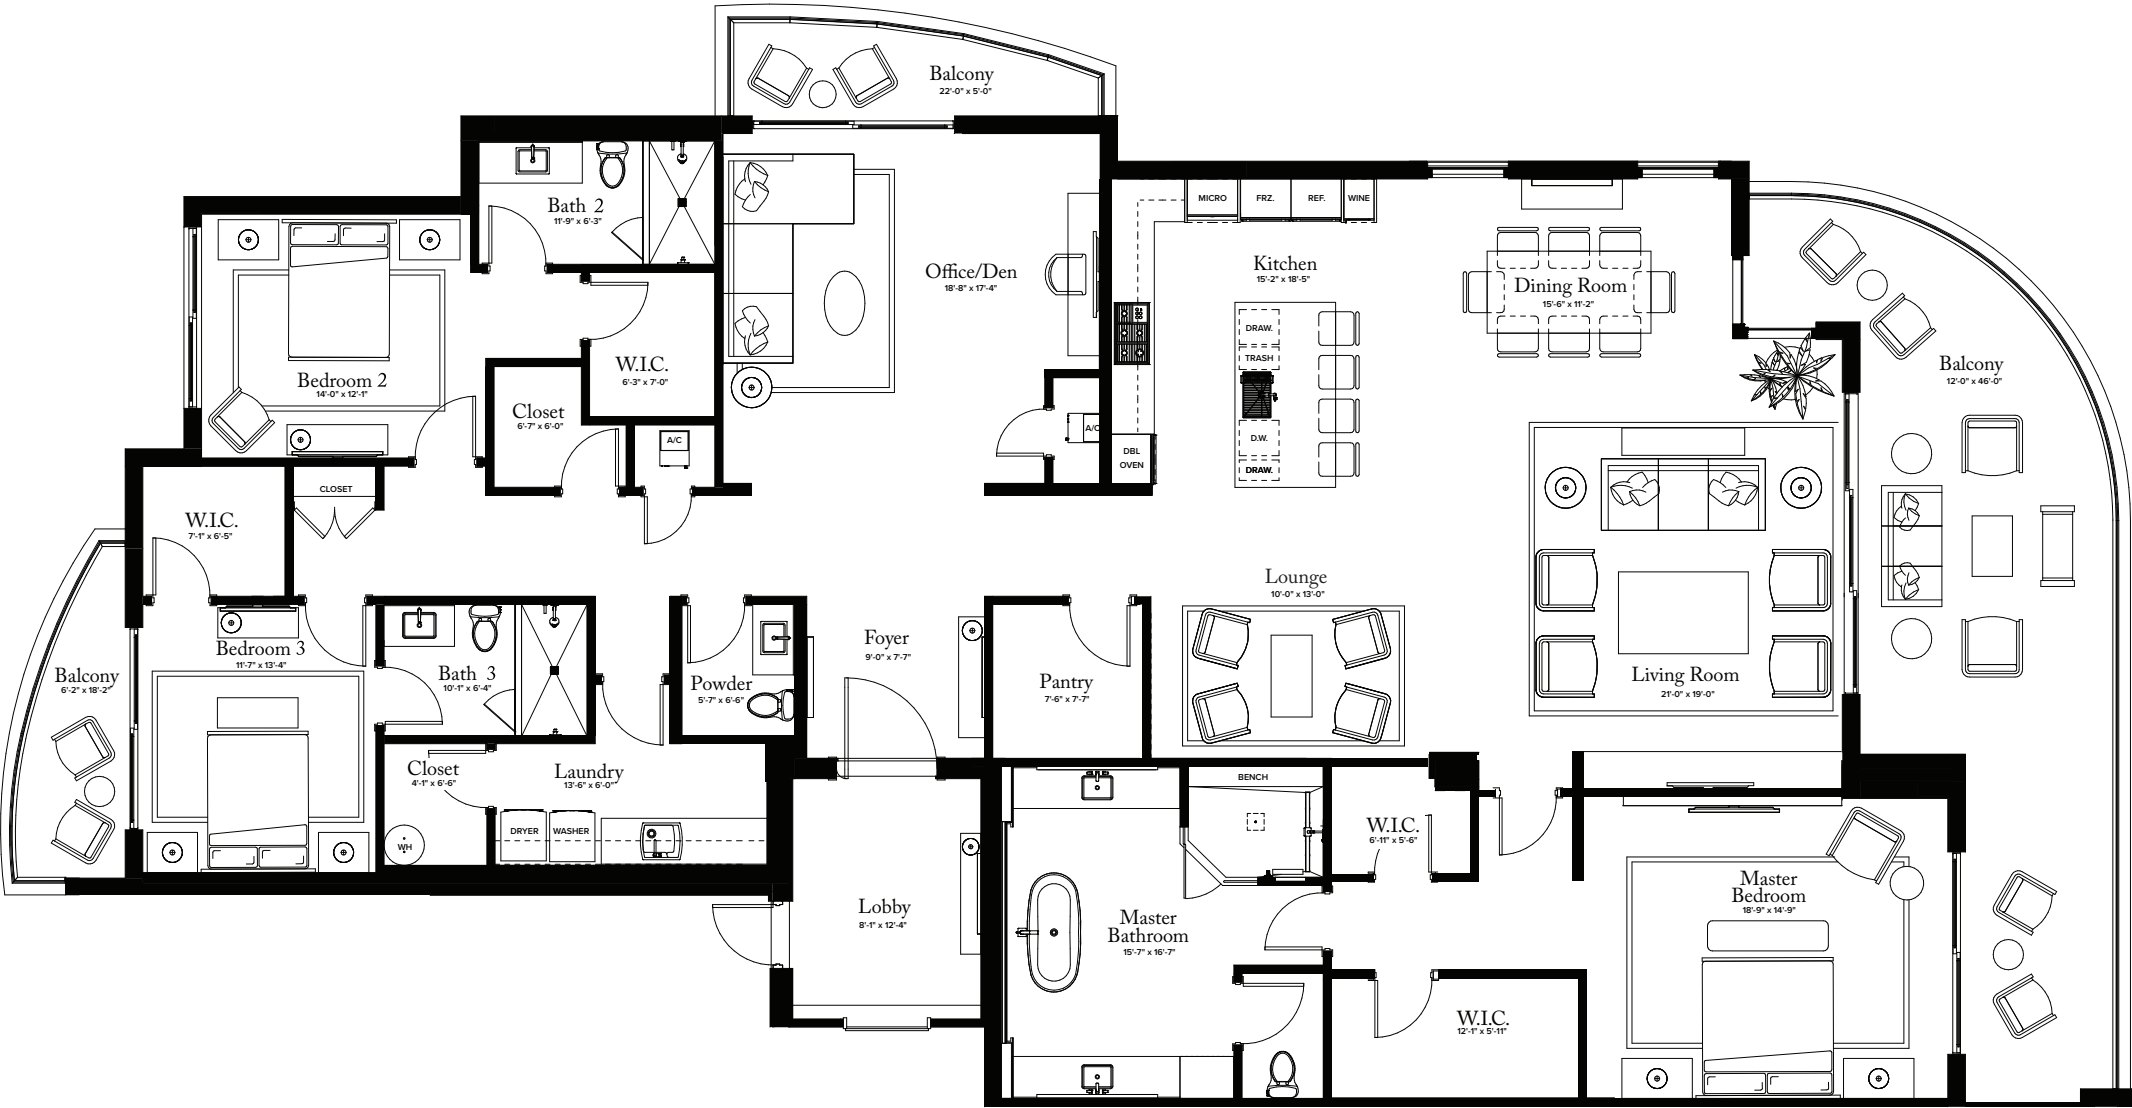 Balcony
22'-0" x 5'-0"
Bath 2
11'-9" x 6'-3"
MICRO
FRZ.
REF.
WINE
Office/Den
18'-8" x 17'-4"
Kitchen
15'-2" x 18'-5"
Dining Room
15'-6" x 11'-2"
DRAW.
TRASH
D.W.
DRAW.
DBL
OVEN
A/C
Balcony
12'-0" x 46'-0"
Bedroom 2
14'-0" x 12'-1"
W.I.C.
6'-3" x 7'-0"
Closet
6'-7" x 6'-0"
A/C
CLOSET
W.I.C.
7'-1" x 6'-5"
Lounge
10'-0" x 13'-0"
Living Room
21'-0" x 19'-0"
Balcony
6'-2" x 18'-2"
Bedroom 3
11'-7" x 13'-4"
Bath 3
10'-1" x 6'-4"
Powder
5'-7" x 6'-6"
Foyer
9'-0" x 7'-7"
Pantry
7'-6" x 7'-7"
Closet
4'-1" x 6'-6"
Laundry
13'-6" x 6'-0"
DRYER
WASHER
WH
BENCH
W.I.C.
6'-11" x 5'-6"
Lobby
8'-1" x 12'-4"
Master
Bathroom
15'-7" x 16'-7"
Master
Bedroom
18'-9" x 14'-9"
W.I.C.
12'-1" x 5'-11"